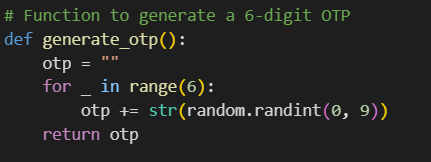 # Function to generate a 6-digit OTP
def generate_otp():
    otp = ""
    for _ in range(6):
        otp += str(random.randint(0, 9))
    return otp